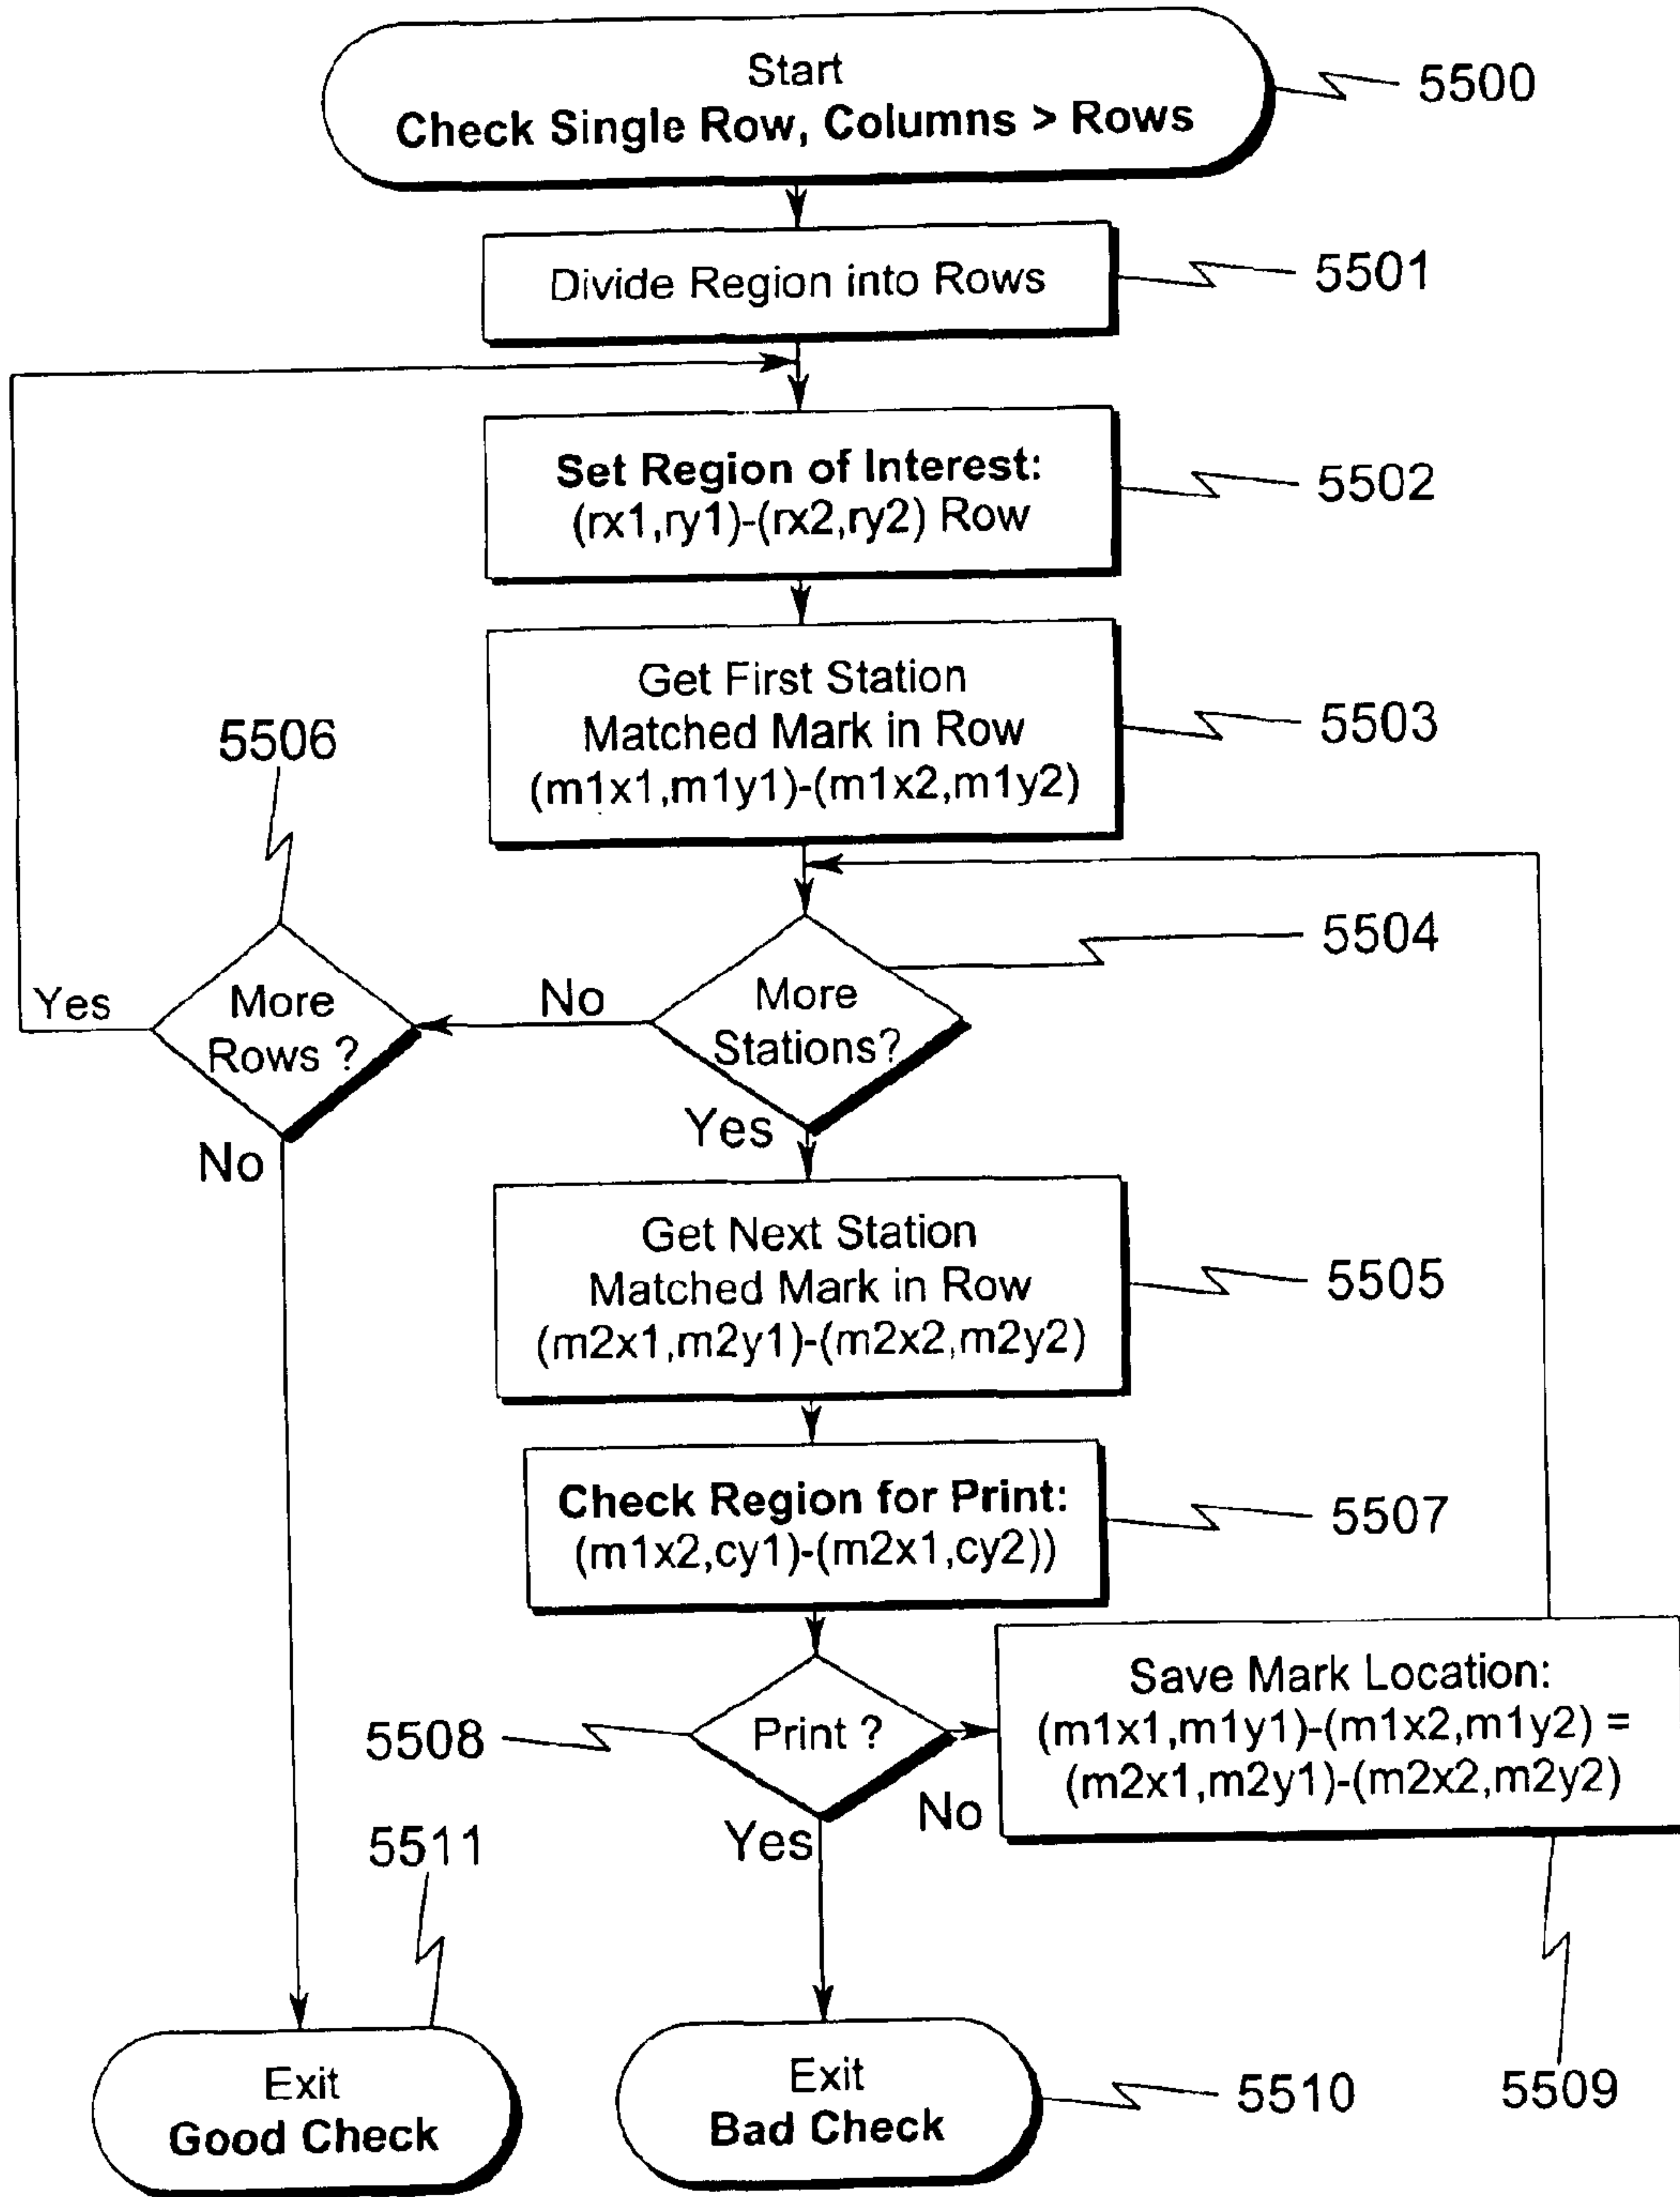 Start
Check Single Row, Columns > Rows
5500
Divide Region into Rows
5501
Set Region of Interest:
(rx1,ry1)-(rx2,ry2) Row
5502
Get First Station
Matched Mark in Row
(m1x1,m1y1)-(m1x2,m1y2)
5503
5506
5504
More
Stations?
No
Yes
More
Rows ?
Yes
No
Get Next Station
Matched Mark in Row
(m2x1,m2y1)-(m2x2,m2y2)
5505
Check Region for Print:
(m1x2,cy1)-(m2x1,cy2))
5507
Print ?
5508
No
Yes
Save Mark Location:
(m1x1,m1y1)-(m1x2,m1y2) =
(m2x1,m2y1)-(m2x2,m2y2)
5509
5511
Exit
Good Check
Exit
Bad Check
5510